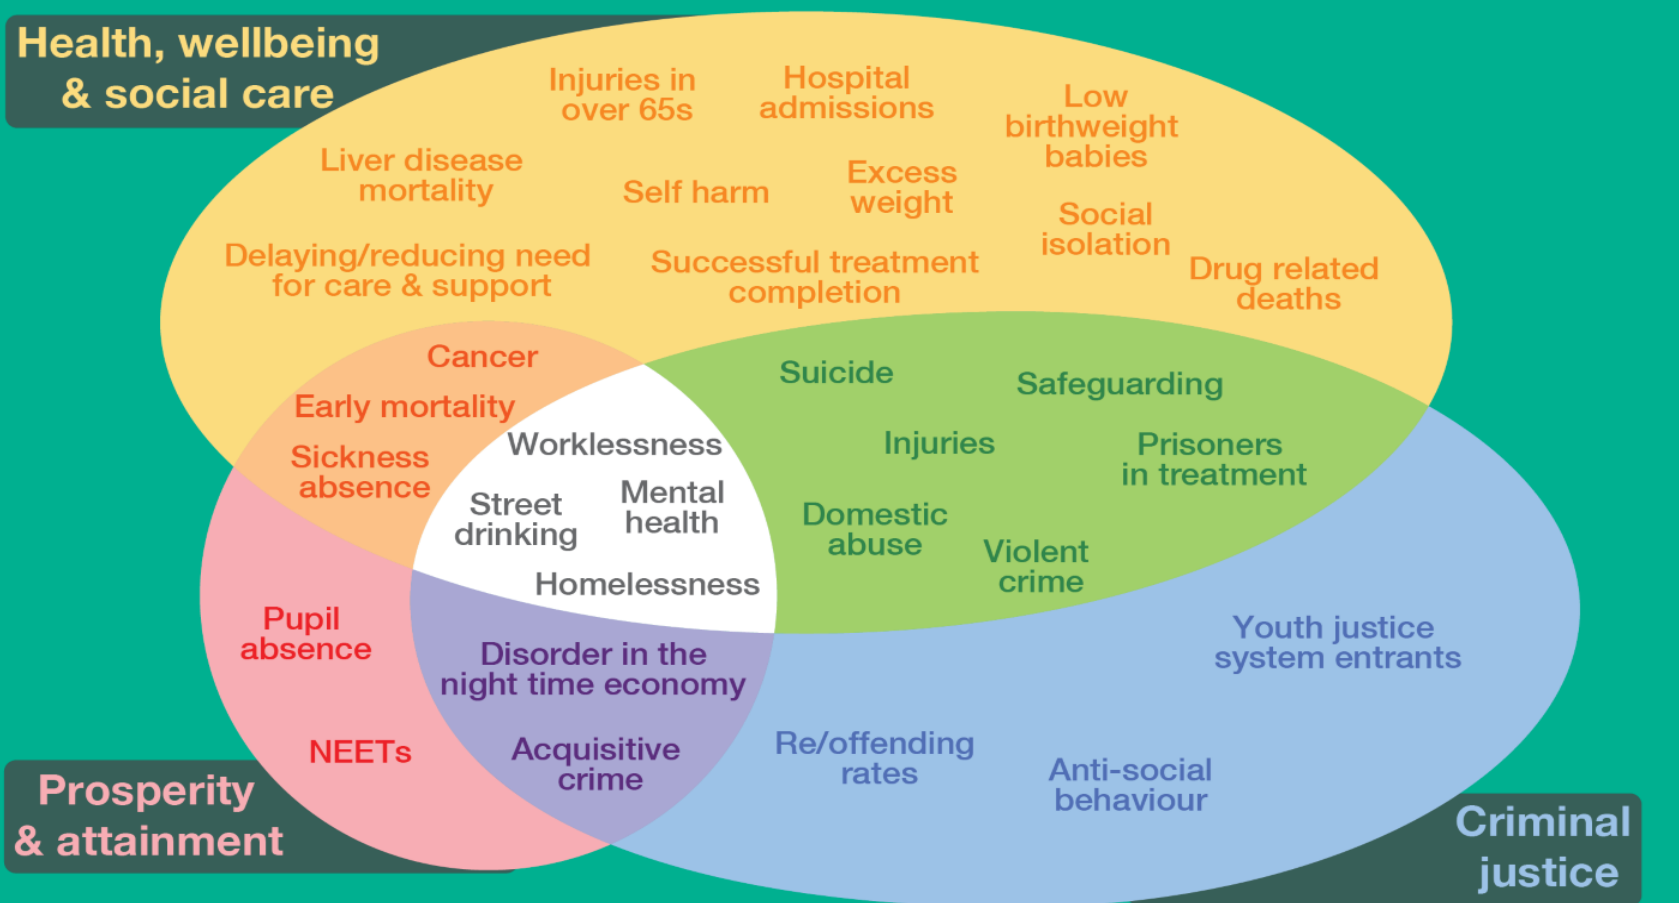 Health, wellbeing
& social care
Injuries in
over 65s
Hospital
admissions
Low
birthweight
babies
Liver disease
mortality
Self harm
Excess
weight
Social
isolation
Delaying/reducing need
for care & support
Successful treatment
completion
Drug related
deaths
Cancer
Early mortality
Sickness
absence
Suicide
Safeguarding
Injuries
Prisoners
in treatment
Domestic
abuse
Violent
crime
Worklessness
Street
drinking
Mental
health
Homelessness
Pupil
absence
NEETs
Disorder in the
night time economy
Acquisitive
crime
Youth justice
system entrants
Re/offending
rates
Anti-social
behaviour
Prosperity
& attainment
Criminal
justice